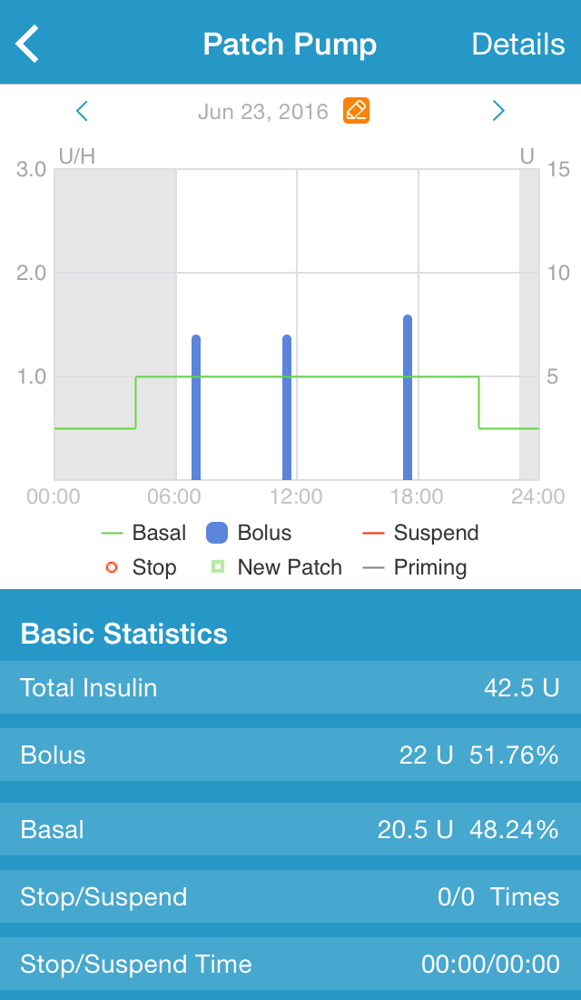 Patch Pump Details
Jun 23, 2016
U/H U
3.0 15
2.0 10
1.0 5
00:00 06:00 12:00 18:00 24:00
Basal Bolus Suspend
Stop New Patch Priming
Basic Statistics
Total Insulin 42.5 U
Bolus 22 U 51.76%
Basal 20.5 U 48.24%
Stop/Suspend 0/0 Times
Stop/Suspend Time 00:00/00:00